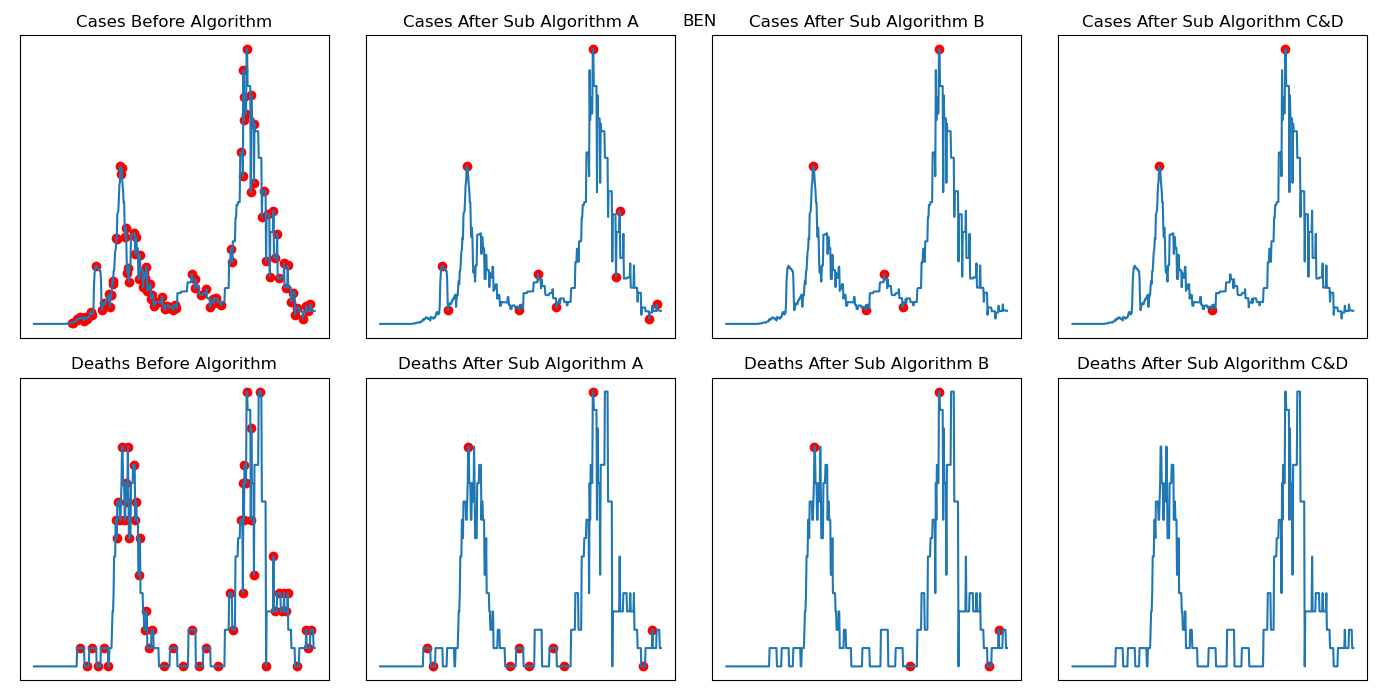 BEN
Cases Before Algorithm
Cases After Sub Algorithm A
Cases After Sub Algorithm B
Cases After Sub Algorithm C&D
Deaths Before Algorithm
Deaths After Sub Algorithm A
Deaths After Sub Algorithm B
Deaths After Sub Algorithm C&D